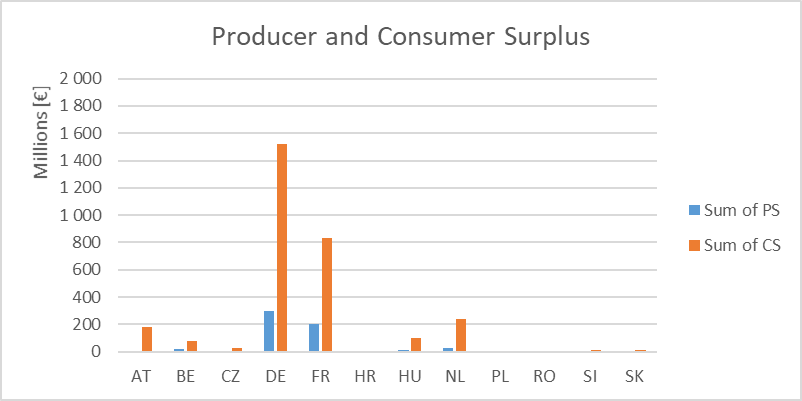 Producer and Consumer Surplus
Millions [€]
2 000
1 800
1 600
1 400
1 200
1 000
800
600
400
200
0
AT BE CZ DE FR HR HU NL PL RO SI SK
Sum of PS
Sum of CS